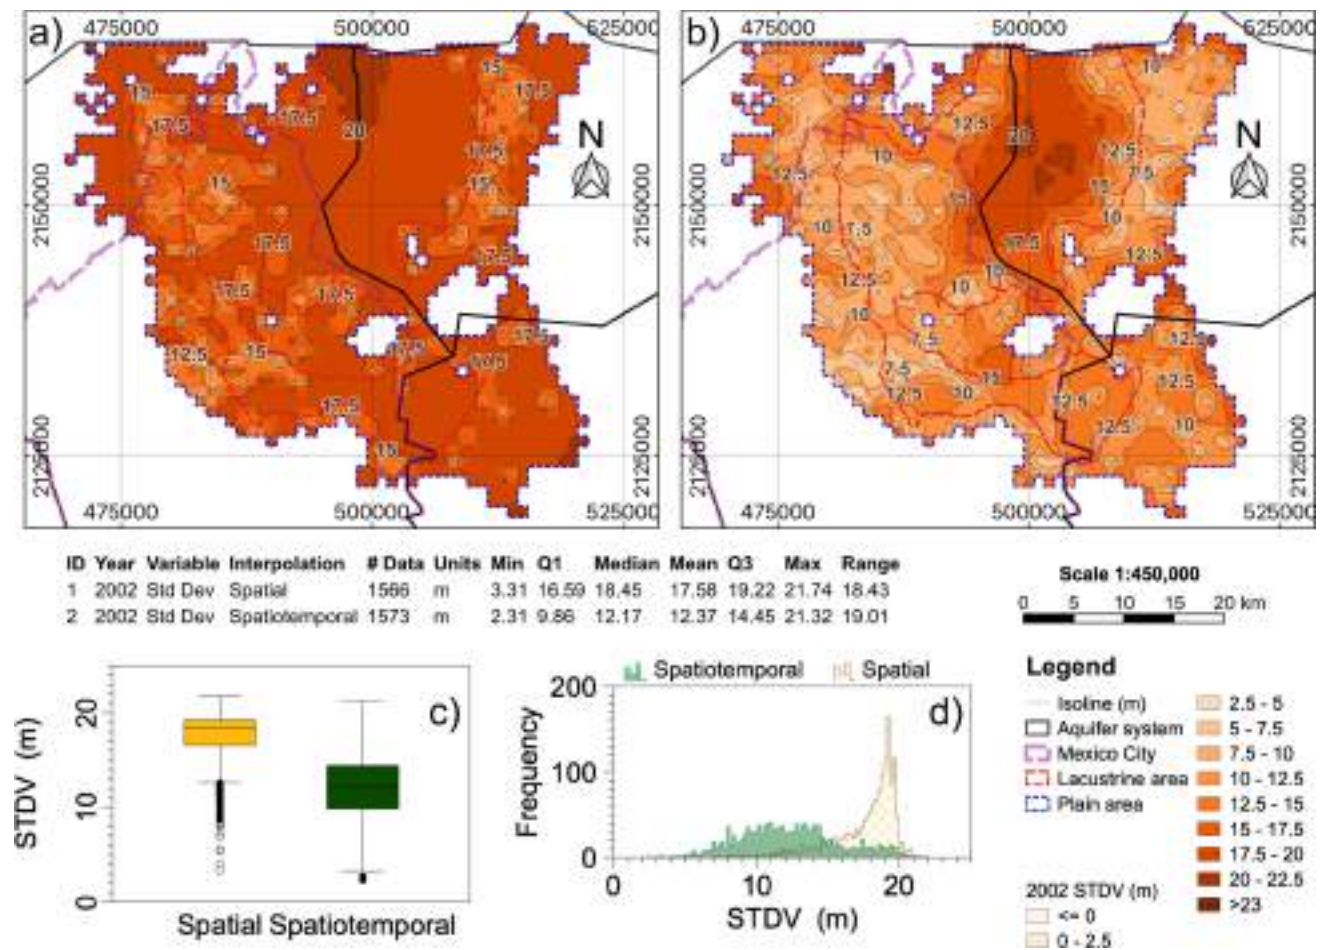 a)
475000 500000 525000
15
17.5
15
17.5
17.5
20
17.5
15
15
17.5
17.5
17.5
17.5
12.5
15
17.5
17.5
17.5
17.5
15
N
2150000
2150000
2125000
2125000
475000 500000 525000
b)
475000 500000 525000
10
12.5
20
10
12.5
12.5
7.5
15
15
10
10
7.5
17.5
12.5
12.5
15
10
10
7.5
12.5
7.5
12.5
10
15
12.5
12.5
12.5
10
N
2150000
2150000
2125000
2125000
475000 500000 525000
ID Year Variable Interpolation # Data Units Min Q1 Median Mean Q3 Max Range
1 2002 Std Dev Spatial 1566 m 3.31 16.59 18.45 17.58 19.22 21.74 18.43
2 2002 Std Dev Spatiotemporal 1573 m 2.31 9.86 12.17 12.37 14.45 21.32 19.01
Scale 1:450,000
0 5 10 15 20 km
c)
STDV (m)
20
10
0
Spatial Spatiotemporal
Spatiotemporal Spatial
d)
Frequency
200
100
0
0 10 20
STDV (m)
Legend
Isoline (m)
Aquifer system
Mexico City
Lacustrine area
Plain area
2002 STDV (m)
<= 0
0 - 2.5
2.5 - 5
5 - 7.5
7.5 - 10
10 - 12.5
12.5 - 15
15 - 17.5
17.5 - 20
20 - 22.5
>23